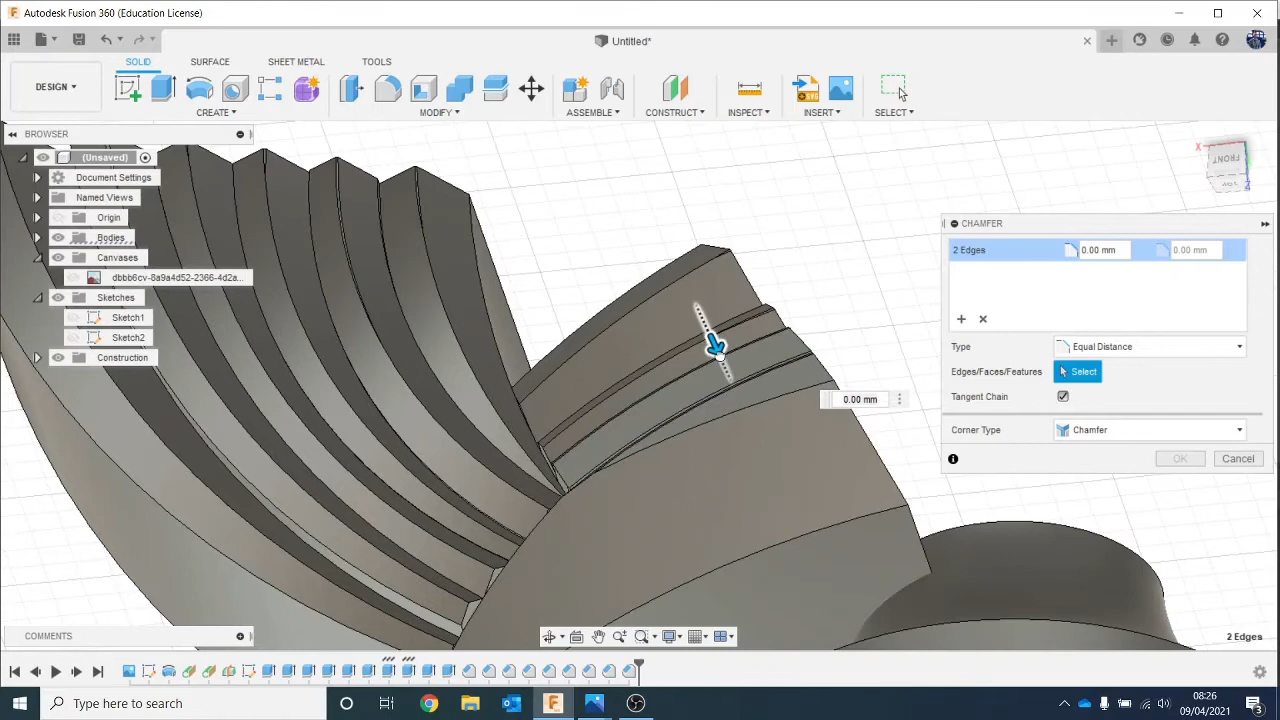 Autodesk Fusion 360 (Education License)
Untitled*
SOLID SURFACE SHEET METAL TOOLS
DESIGN
CREATE MODIFY ASSEMBLE CONSTRUCT INSPECT INSERT SELECT
BROWSER
(Unsaved)
Document Settings
Named Views
Origin
Bodies
Canvases
dbbb6cv-8a9a4d52-2366-4d2a...
Sketches
Sketch1
Sketch2
Construction
FRONT
X
Z
CHAMFER
2 Edges 0.00 mm 0.00 mm
Type Equal Distance
Edges/Faces/Features Select
Tangent Chain
Corner Type Chamfer
OK Cancel
0.00 mm
COMMENTS
2 Edges
Type here to search
08:26
09/04/2021
3